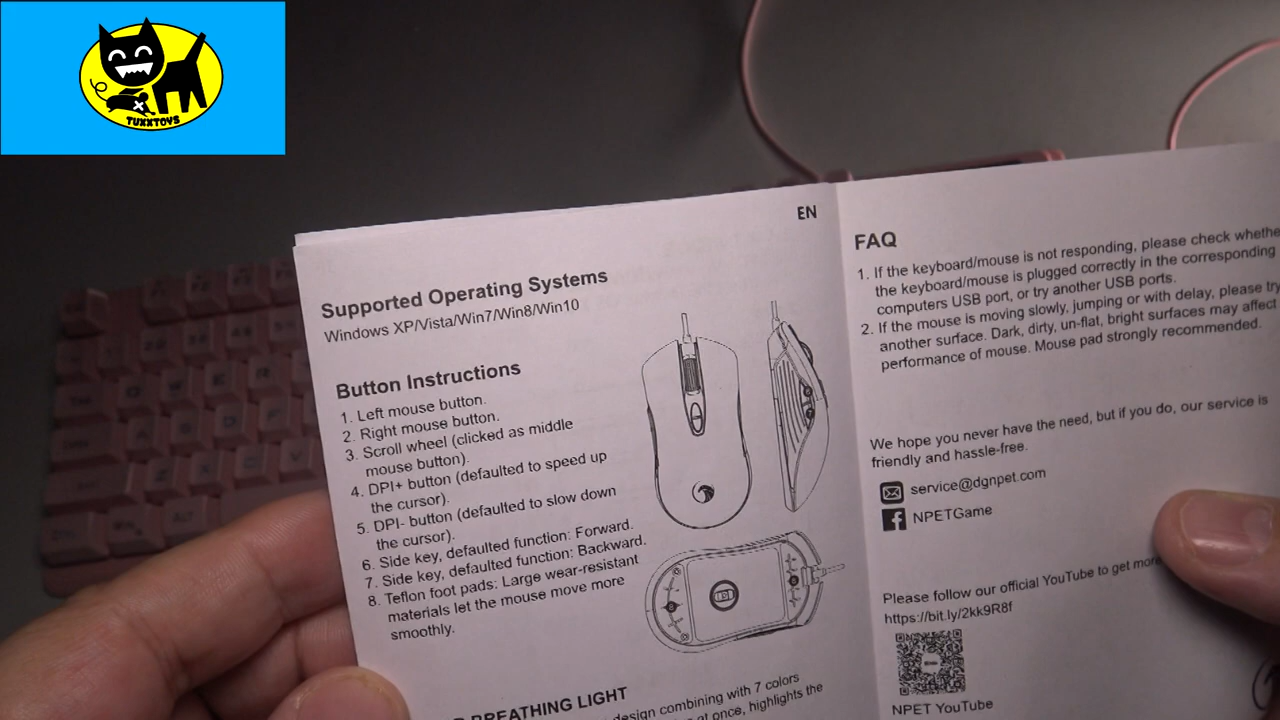 TUXXTOYS
EN
Supported Operating Systems
Windows XP/Vista/Win7/Win8/Win10
Button Instructions
1. Left mouse button.
2. Right mouse button.
3. Scroll wheel (clicked as middle
mouse button).
4. DPI+ button (defaulted to speed up
the cursor).
5. DPI- button (defaulted to slow down
the cursor).
6. Side key, defaulted function: Forward.
7. Side key, defaulted function: Backward.
8. Teflon foot pads: Large wear-resistant
materials let the mouse move more
smoothly.
BREATHING LIGHT
design combining with 7 colors
at once, highlights the
FAQ
1. If the keyboard/mouse is not responding, please check whethe
the keyboard/mouse is plugged correctly in the corresponding
computers USB port, or try another USB ports.
2. If the mouse is moving slowly, jumping or with delay, please try
another surface. Dark, dirty, un-flat, bright surfaces may affect
performance of mouse. Mouse pad strongly recommended.
We hope you never have the need, but if you do, our service is
friendly and hassle-free.
service@dgnpet.com
NPETGame
Please follow our official YouTube to get more
https://bit.ly/2kk9R8f
NPET YouTube